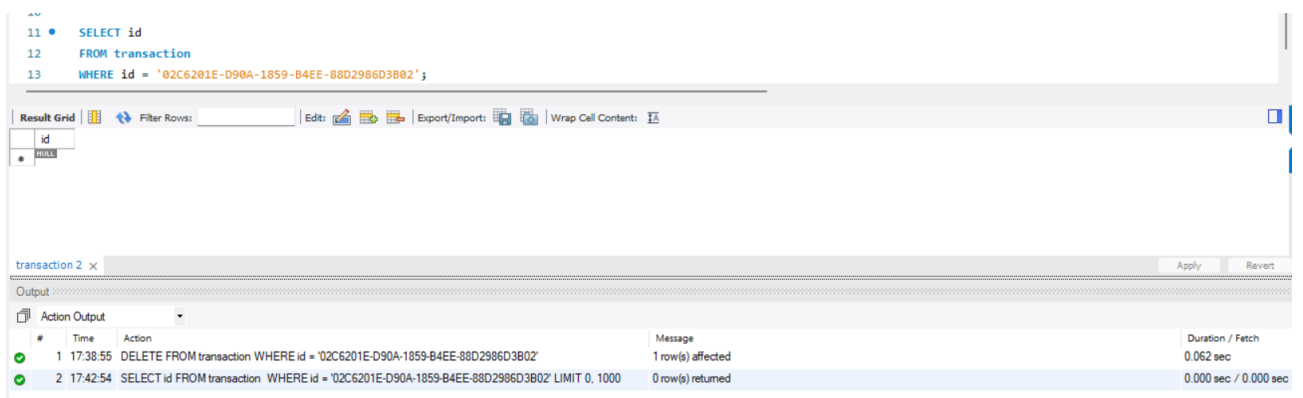 11 SELECT id
12 FROM transaction
13 WHERE id = '02C6201E-D90A-1859-B4EE-88D2986D3B02';
Result Grid Filter Rows: Edit: Export/Import: Wrap Cell Content: IA
id
* NULL
transaction 2 × Apply Revert
Output
Action Output
# Time Action Message Duration / Fetch
1 17:38:55 DELETE FROM transaction WHERE id = '02C6201E-D90A-1859-B4EE-88D2986D3B02' 1 row(s) affected 0.062 sec
2 17:42:54 SELECT id FROM transaction WHERE id = '02C6201E-D90A-1859-B4EE-88D2986D3B02' LIMIT 0, 1000 0 row(s) returned 0.000 sec / 0.000 sec